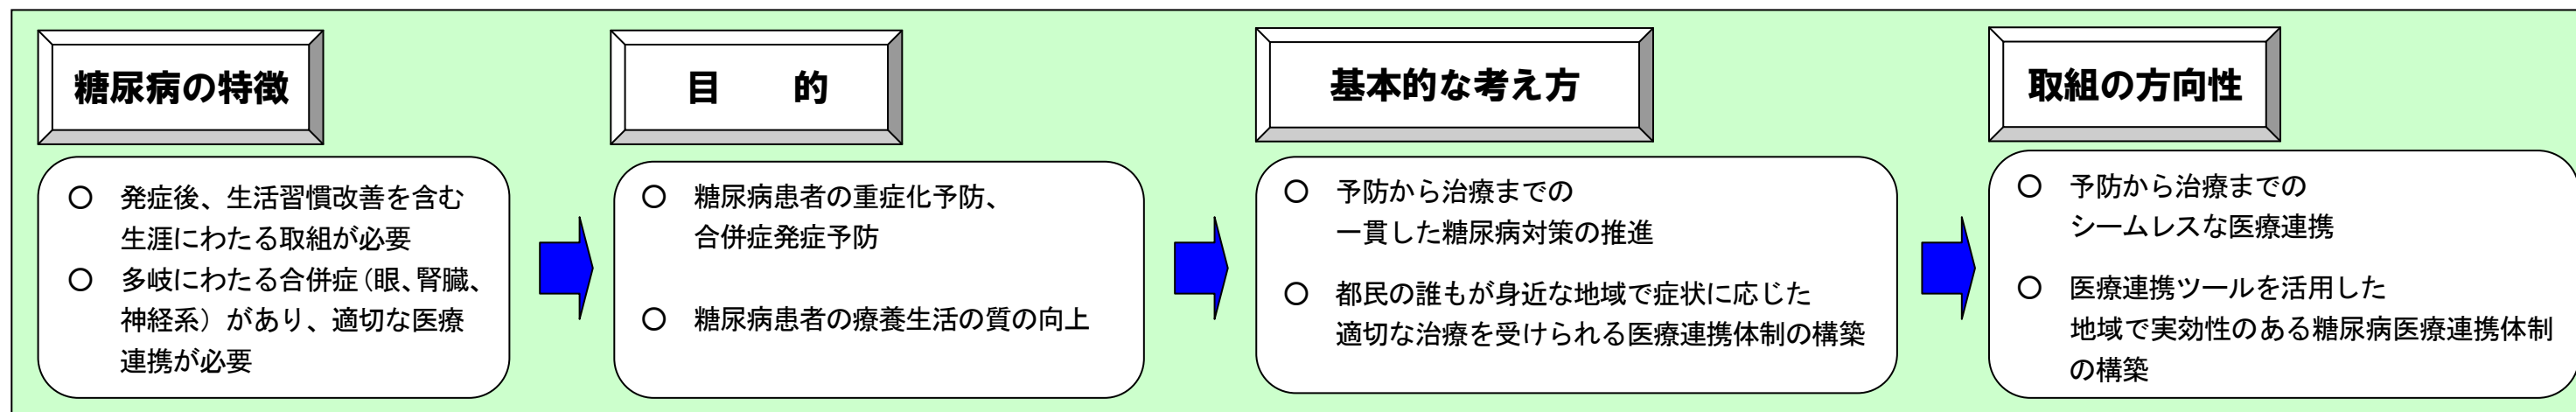 糖尿病の特徴
○ 発症後、生活習慣改善を含む
生涯にわたる取組が必要
○ 多岐にわたる合併症(眼、腎臓、
神経系)があり、適切な医療
連携が必要
目　　的
○ 糖尿病患者の重症化予防、
合併症発症予防
○ 糖尿病患者の療養生活の質の向上
基本的な考え方
○ 予防から治療までの
一貫した糖尿病対策の推進
○ 都民の誰もが身近な地域で症状に応じた
適切な治療を受けられる医療連携体制の構築
取組の方向性
○ 予防から治療までの
シームレスな医療連携
○ 医療連携ツールを活用した
地域で実効性のある糖尿病医療連携体制
の構築